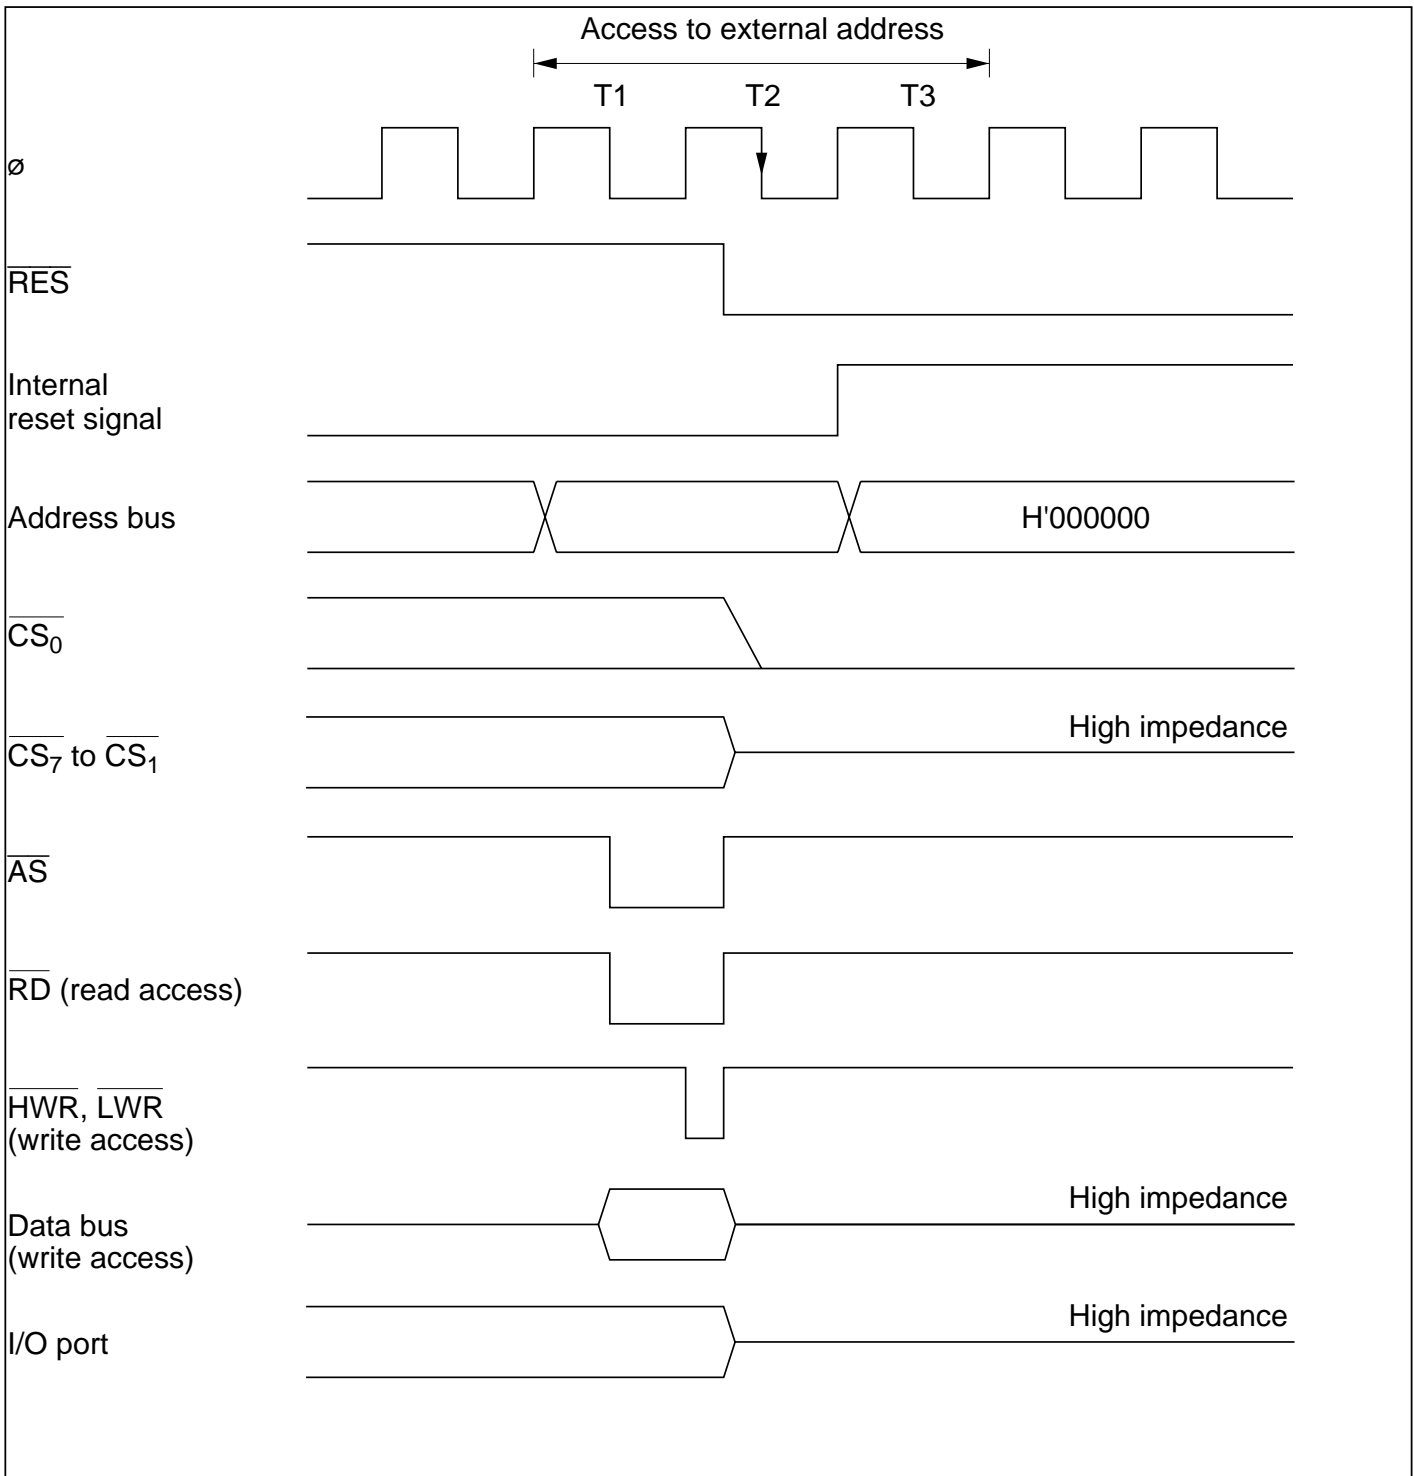 Access to external address
T1 T2 T3
ø
RES
Internal
reset signal
Address bus
H'000000
CS0
High impedance
CS7 to CS1
AS
RD (read access)
HWR, LWR
(write access)
High impedance
Data bus
(write access)
High impedance
I/O port